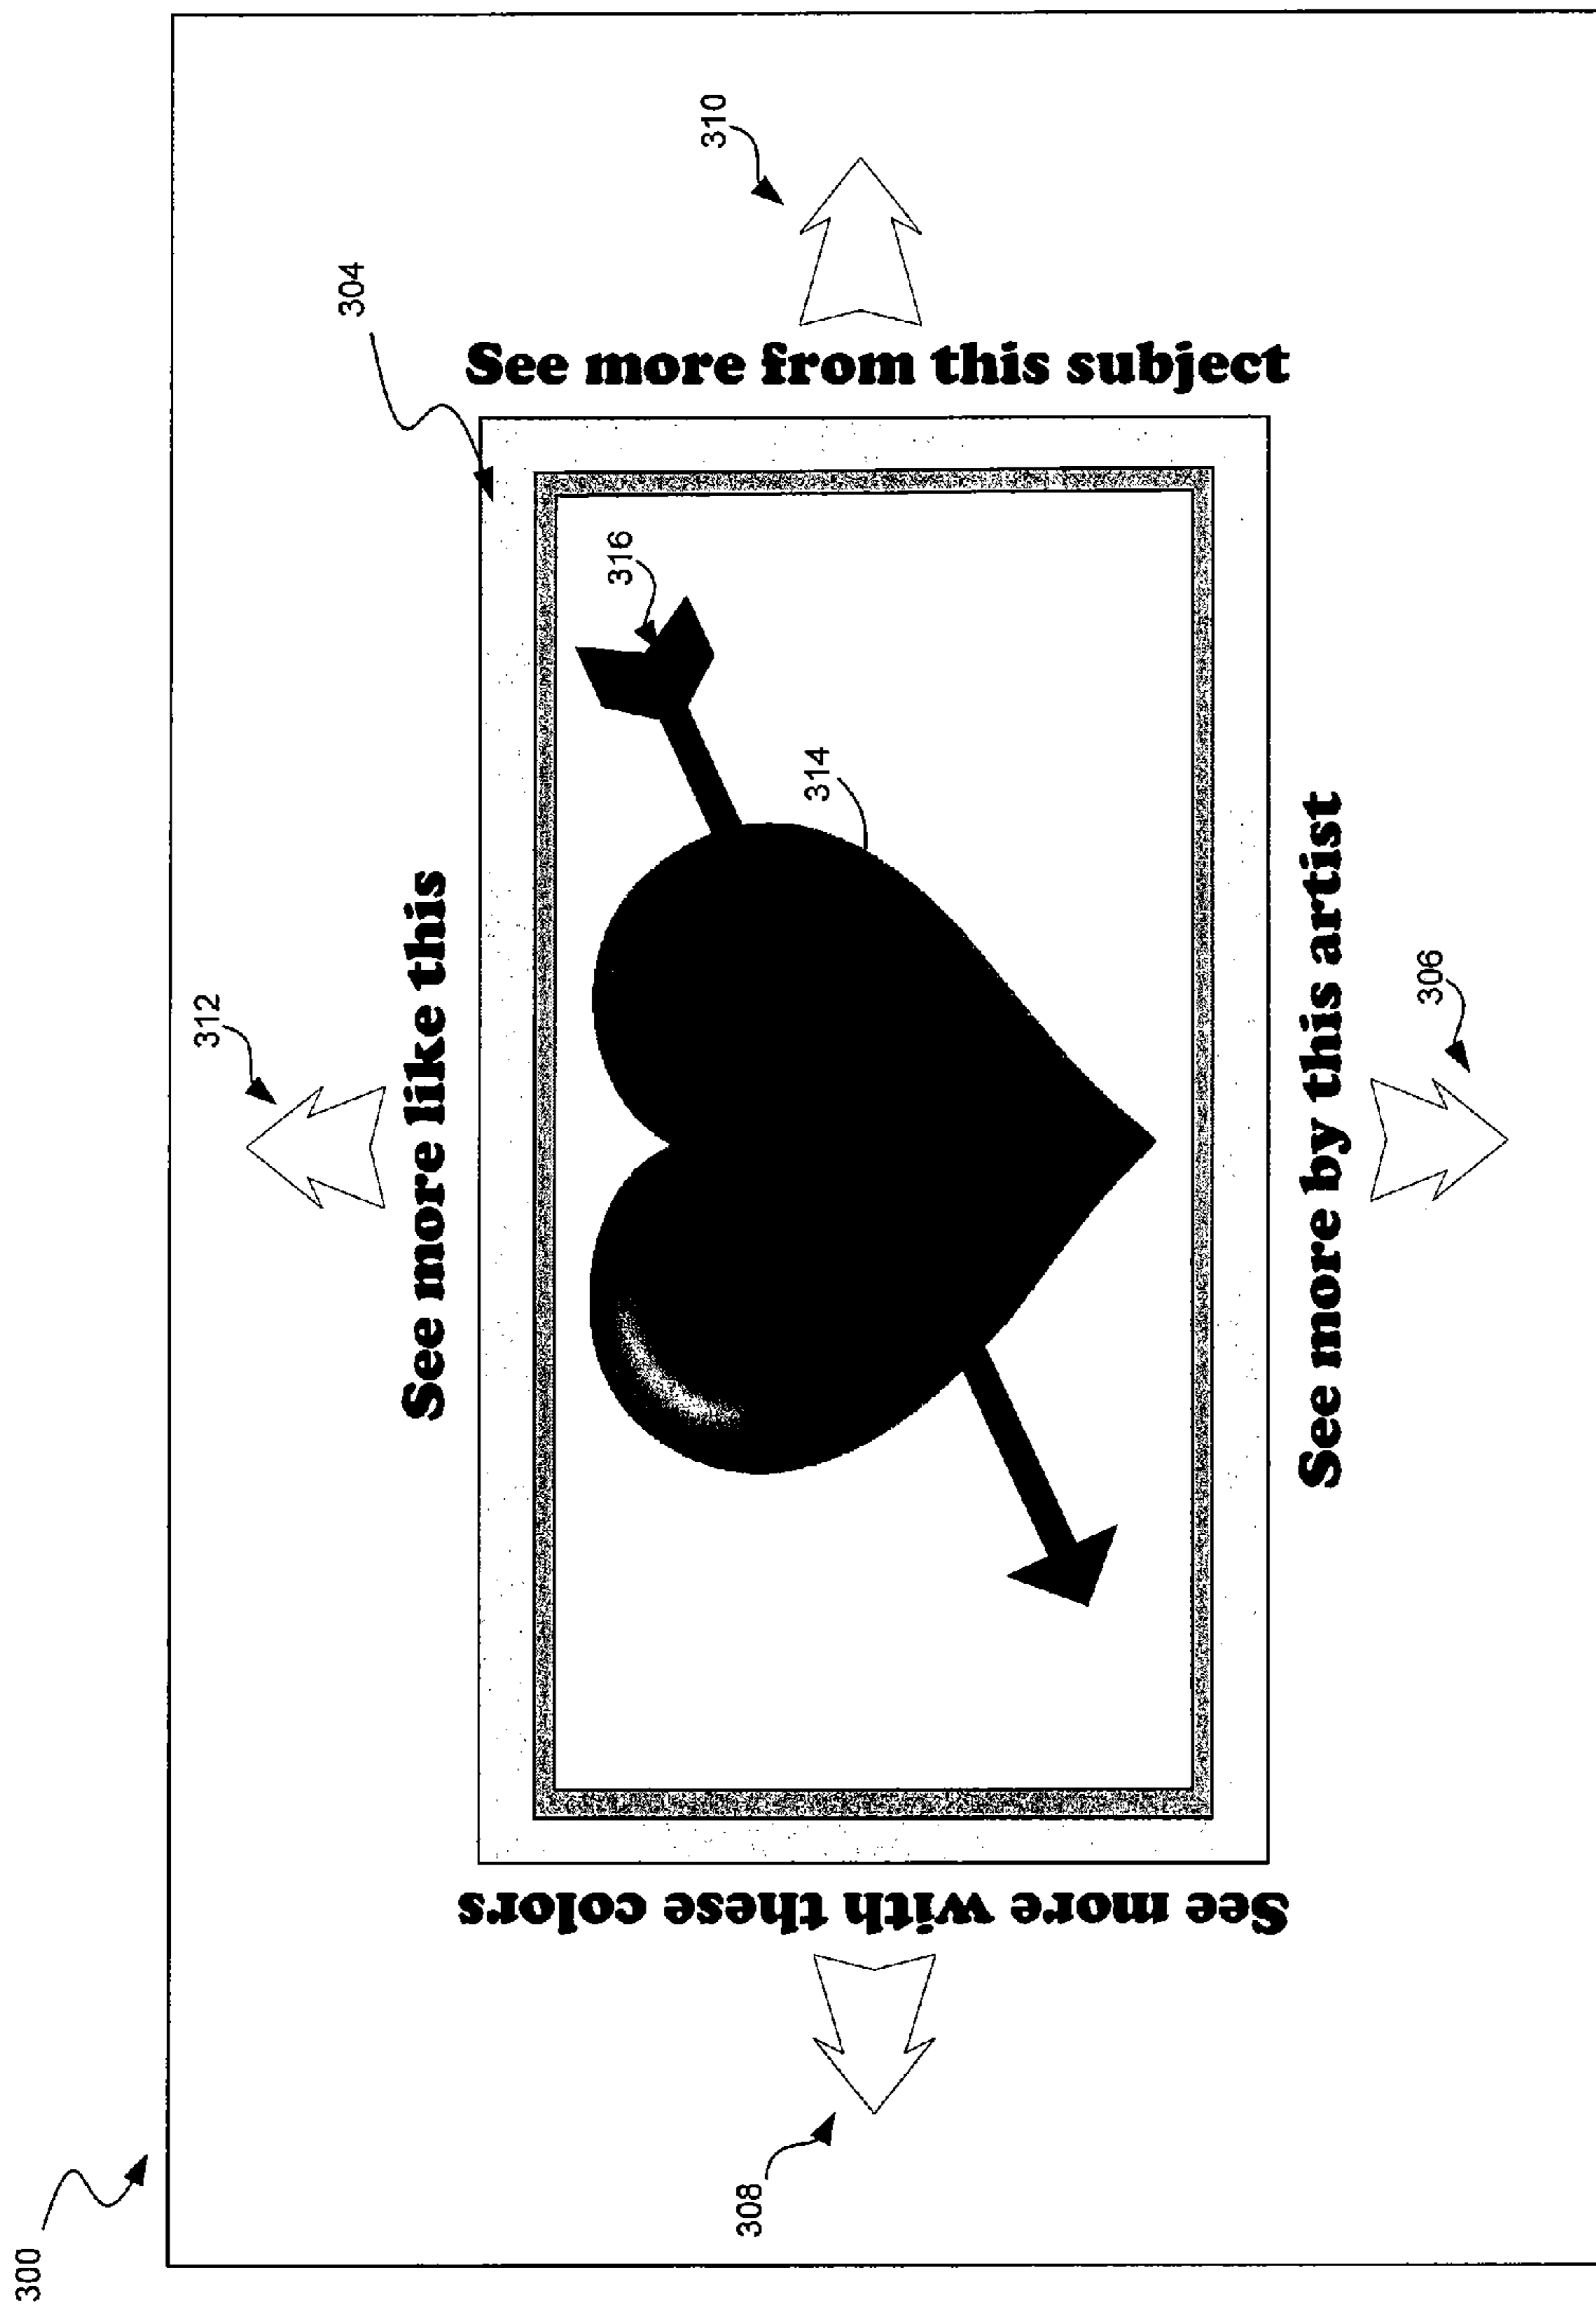 300
312
See more like this
304
316
314
308
See more with these colors
See more from this subject
310
See more by this artist
306